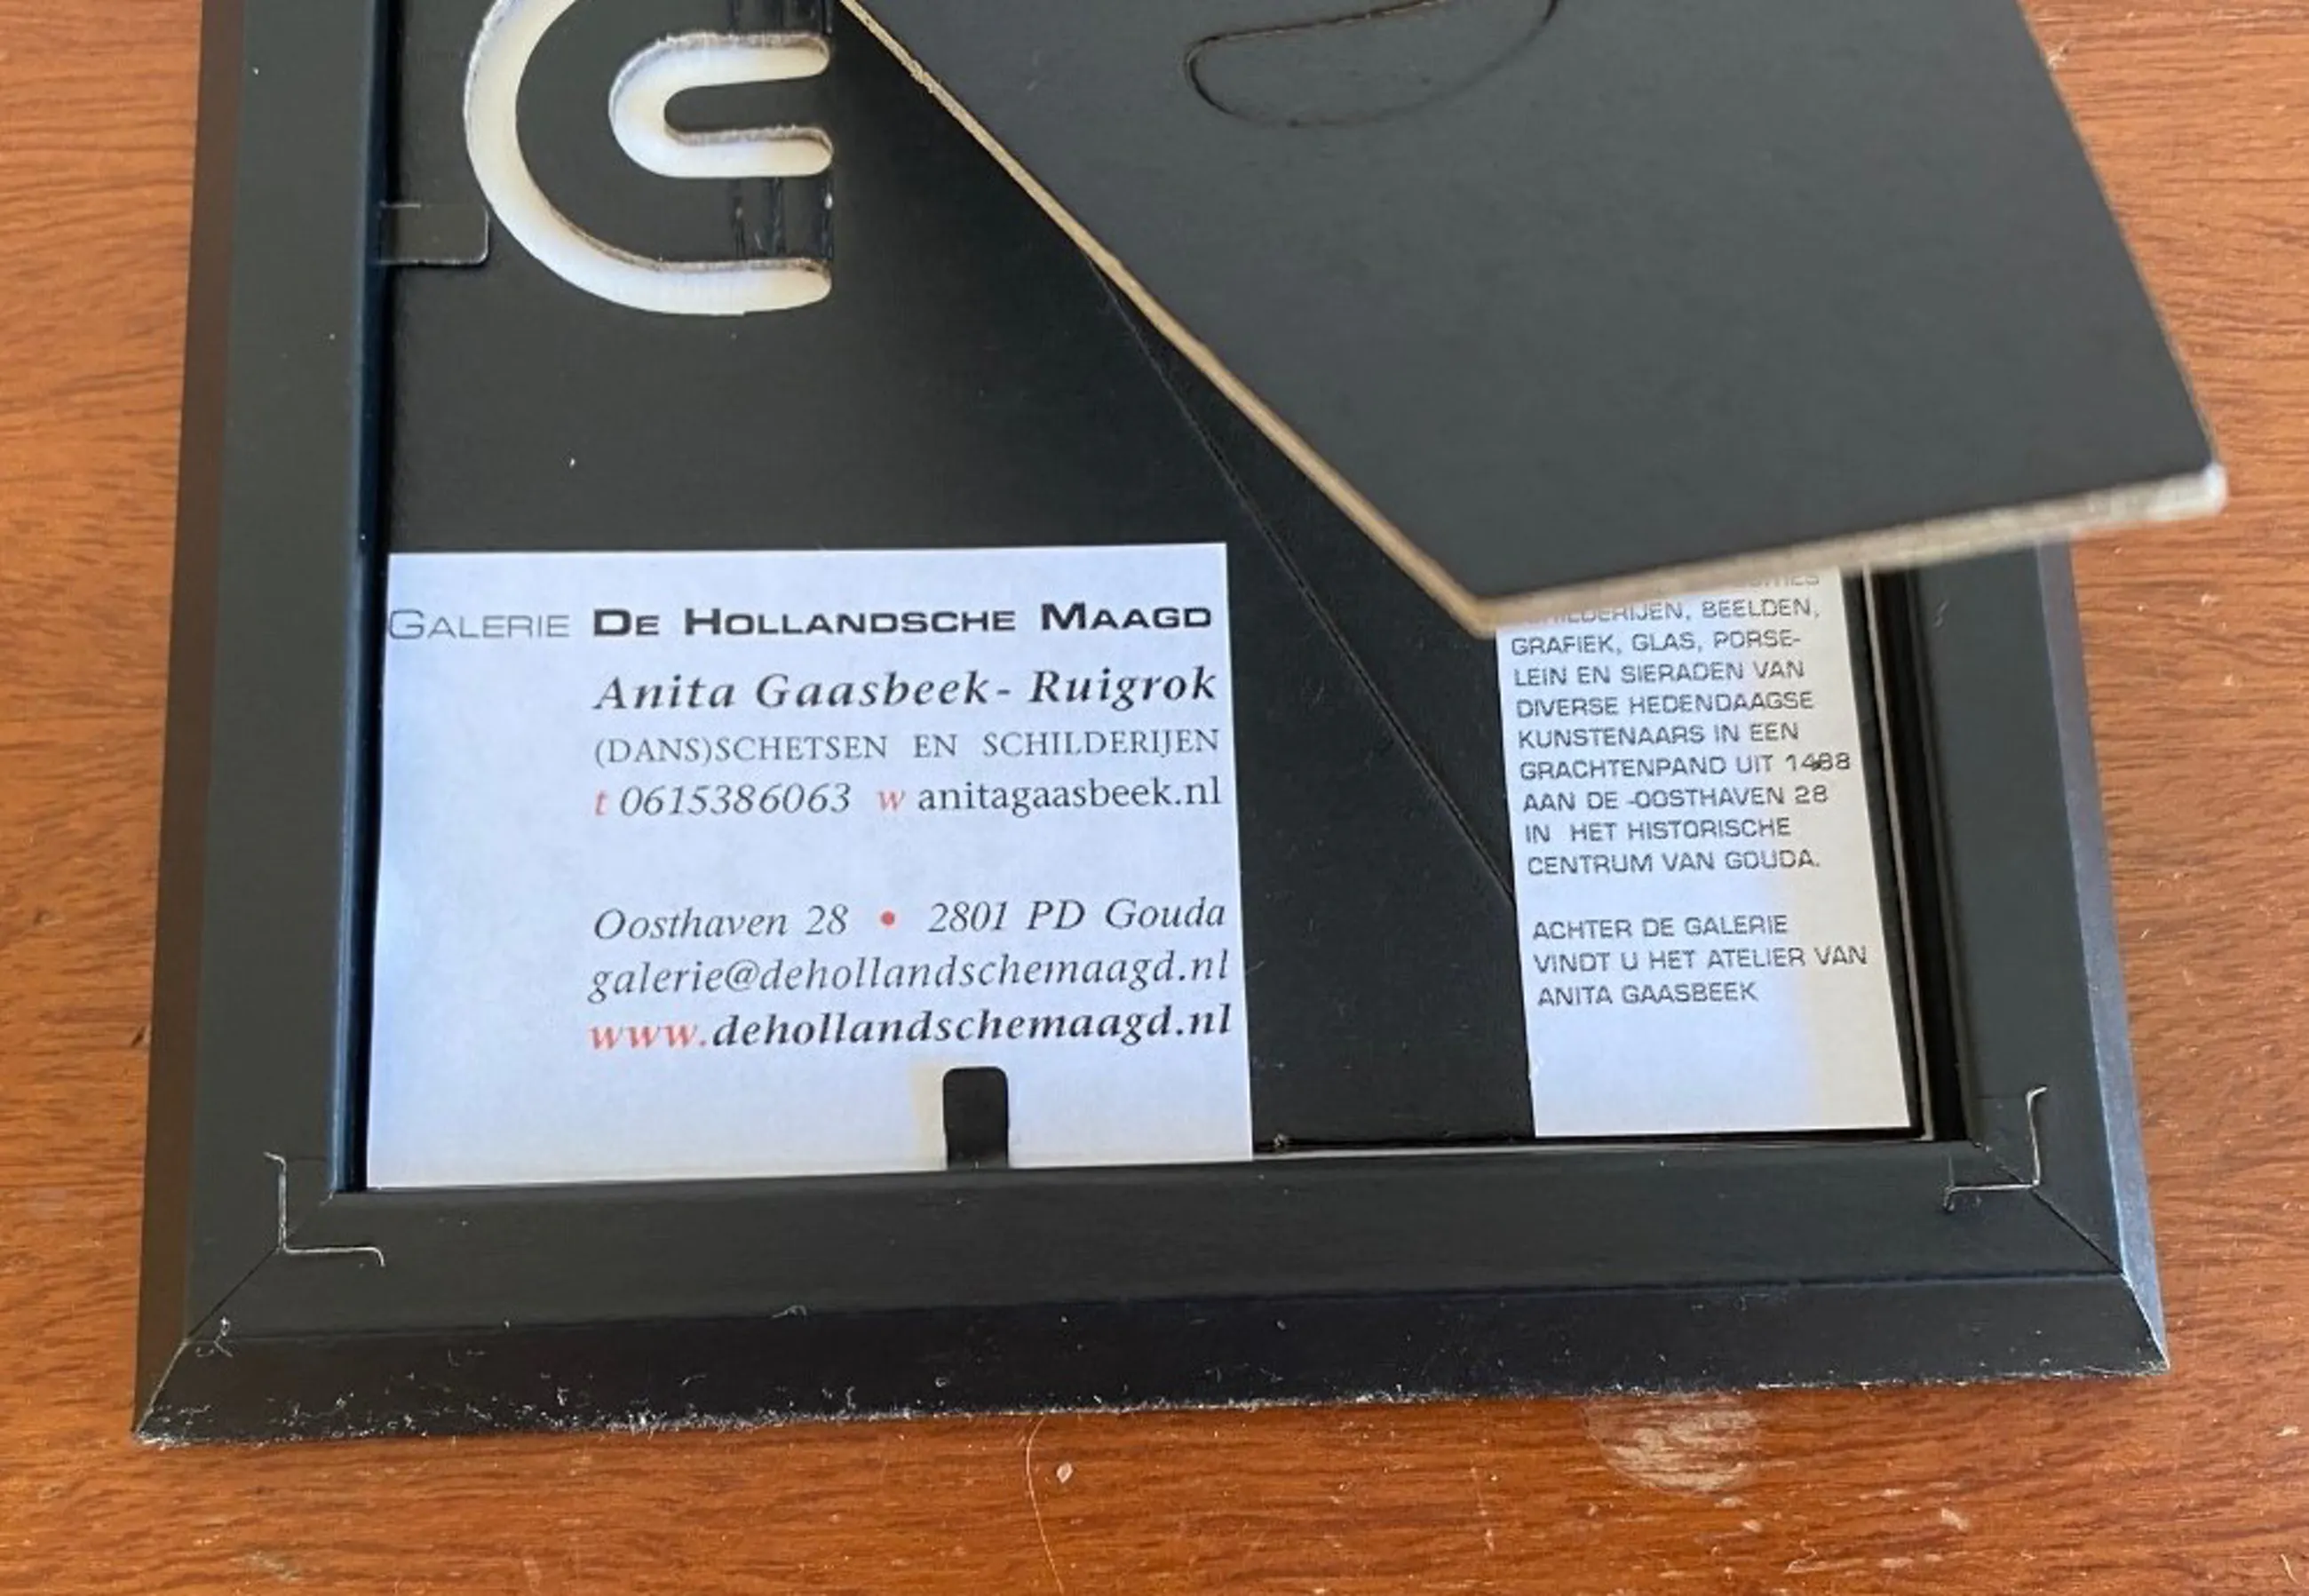 GALERIE DE HOLLANDSCHE MAAGD
Anita Gaasbeek - Ruigrok
(DANS)SCHETSEN EN SCHILDERIJEN
t 0615386063 w anitagaasbeek.nl
Oosthaven 28 • 2801 PD Gouda
galerie@dehollandschemaagd.nl
www.dehollandschemaagd.nl
SCHILDERIJEN, BEELDEN,
GRAFIEK, GLAS, PORSE-
LEIN EN SIERADEN VAN
DIVERSE HEDENDAAGSE
KUNSTENAARS IN EEN
GRACHTENPAND UIT 1488
AAN DE -OOSTHAVEN 28
IN HET HISTORISCHE
CENTRUM VAN GOUDA.
ACHTER DE GALERIE
VINDT U HET ATELIER VAN
ANITA GAASBEEK